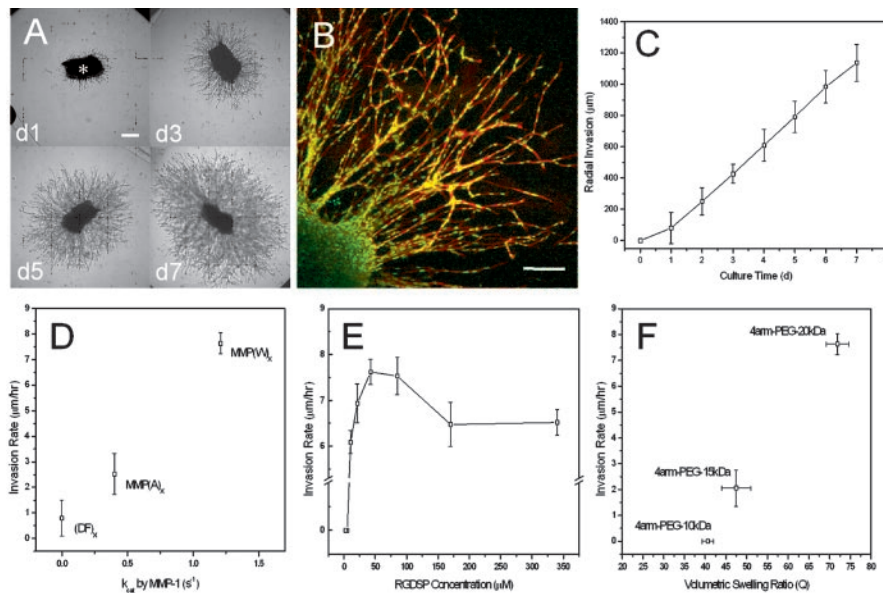 A
*
d1
d3
d5
d7
B
C
Radial Invasion (μm)
1400
1200
1000
800
600
400
200
0
0 1 2 3 4 5 6 7
Culture Time (d)
D
Invasion Rate (μm/hr)
9
8
7
6
5
4
3
2
1
0
MMP(W)x
MMP(A)x
(DF)x
0.0 0.5 1.0 1.5
kcat by MMP-1 (s-1)
E
Invasion Rate (μm/hr)
9
8
7
6
0
0 50 100 150 200 250 300 350
RGDSP Concentration (μM)
F
Invasion Rate (μm/hr)
9
8
7
6
5
4
3
2
1
0
4arm-PEG-20kDa
4arm-PEG-15kDa
4arm-PEG-10kDa
20 25 30 35 40 45 50 55 60 65 70 75 80
Volumetric Swelling Ratio (Q)